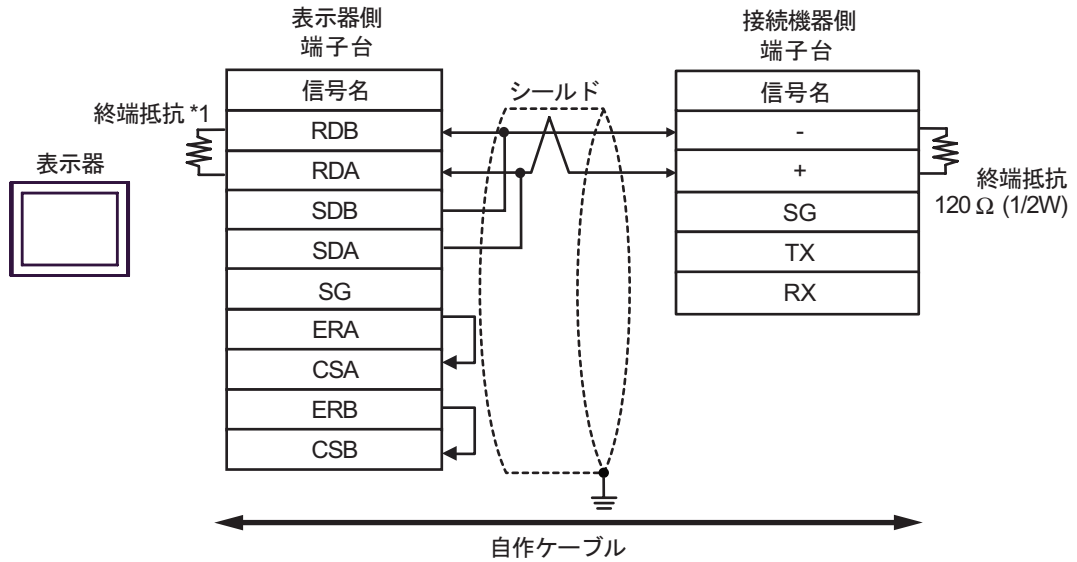 表示器側
端子台
接続機器側
端子台
終端抵抗 *1
表示器
信号名
RDB
RDA
SDB
SDA
SG
ERA
CSA
ERB
CSB
シールド
信号名
-
+
SG
TX
RX
終端抵抗
120 Ω (1/2W)
自作ケーブル